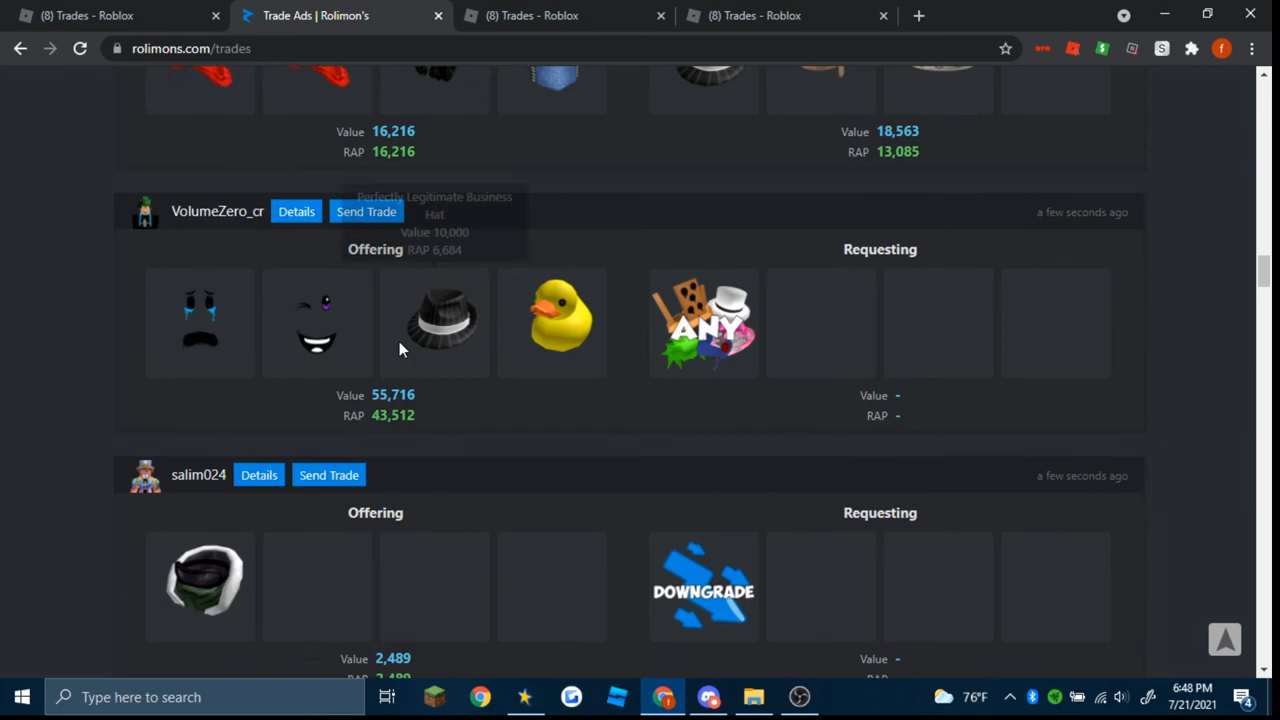 (8) Trades - Roblox
Trade Ads | Rolimon's
(8) Trades - Roblox
(8) Trades - Roblox
rolimons.com/trades
Value 16,216
RAP 16,216
Value 18,563
RAP 13,085
VolumeZero_cr Details Send Trade
a few seconds ago
Perfectly Legitimate Business
Hat
Value 10,000
RAP 6,684
Offering
Requesting
ANY
Value 55,716
RAP 43,512
Value -
RAP -
salim024 Details Send Trade
a few seconds ago
Offering
Requesting
DOWNGRADE
Value 2,489
Value -
Type here to search
76°F
6:48 PM
7/21/2021
4